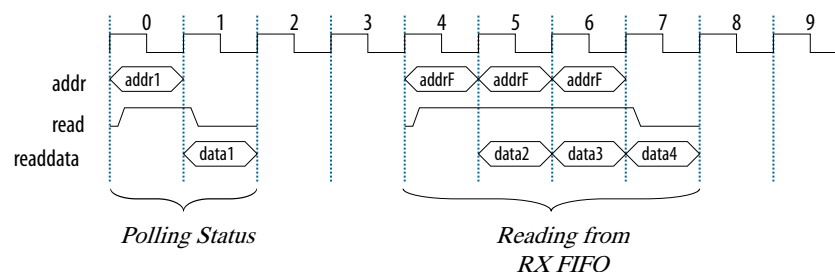 0 1 2 3 4 5 6 7 8 9
addr addr1 addrF addrF addrF
read
readdata data1 data2 data3 data4
Polling Status Reading from
RX FIFO